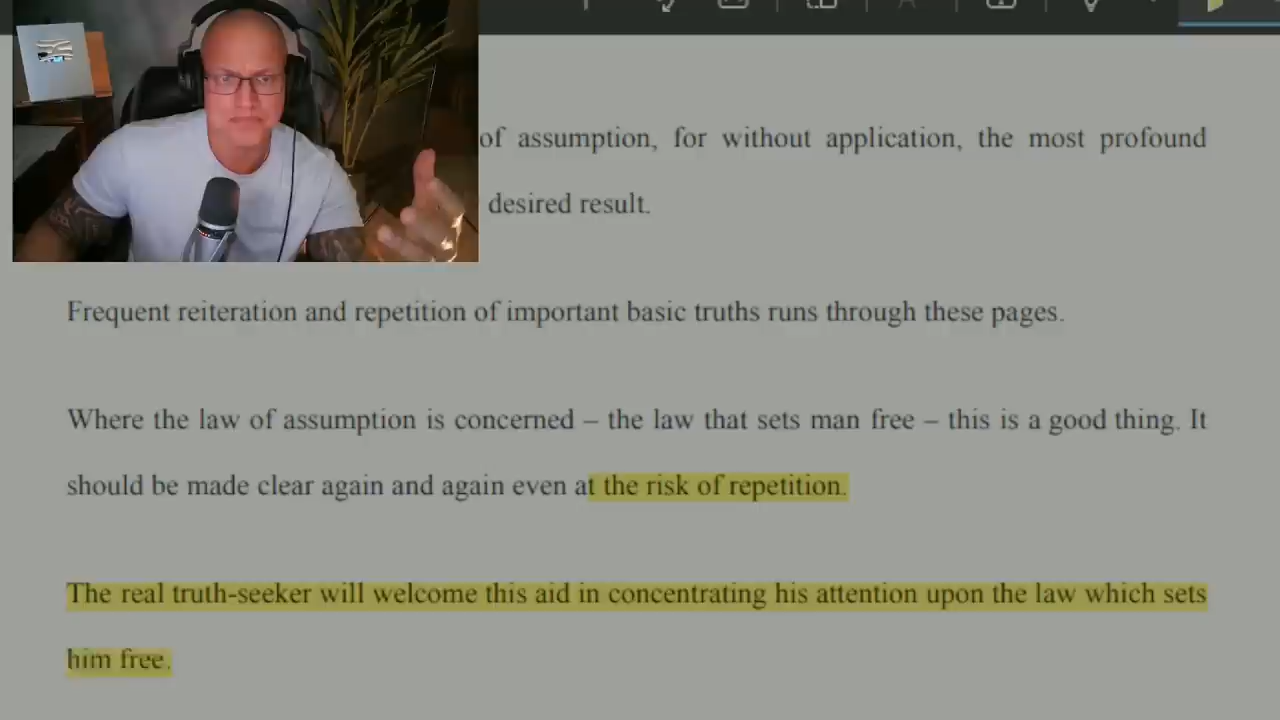 of assumption, for without application, the most profound
desired result.
Frequent reiteration and repetition of important basic truths runs through these pages.
Where the law of assumption is concerned – the law that sets man free – this is a good thing. It
should be made clear again and again even at the risk of repetition.
The real truth-seeker will welcome this aid in concentrating his attention upon the law which sets
him free.